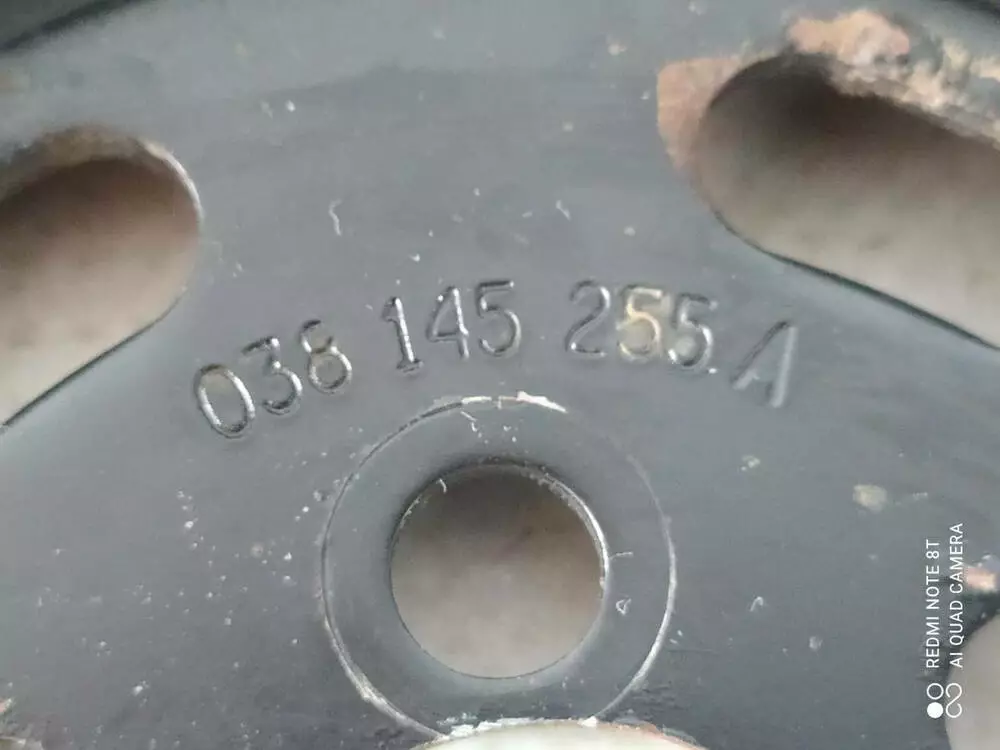 038 145 255 A
REDMI NOTE 8T
AI QUAD CAMERA